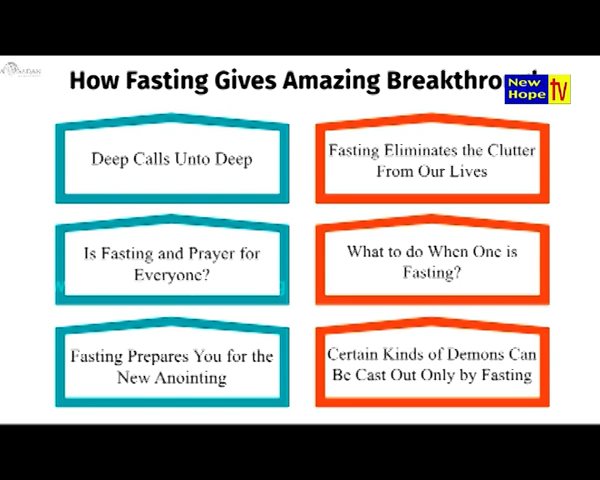 How Fasting Gives Amazing
New
Hope TV
Deep Calls Unto Deep
Fasting Eliminates the Clutter
From Our Lives
Is Fasting and Prayer for
Everyone?
What to do When One is
Fasting?
Fasting Prepares You for the
New Anointing
Certain Kinds of Demons Can
Be Cast Out Only by Fasting